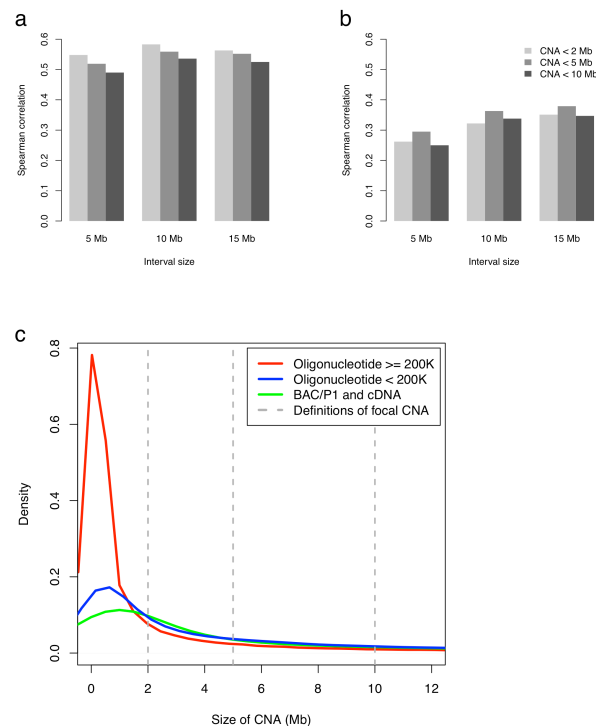 a
0.0 0.1 0.2 0.3 0.4 0.5 0.6
Spearman correlation
5 Mb 10 Mb 15 Mb
Interval size
b
0.0 0.1 0.2 0.3 0.4 0.5 0.6
Spearman correlation
CNA < 2 Mb
CNA < 5 Mb
CNA < 10 Mb
5 Mb 10 Mb 15 Mb
Interval size
c
0.0 0.2 0.4 0.6 0.8
Density
Oligonucleotide >= 200K
Oligonucleotide < 200K
BAC/P1 and cDNA
Definitions of focal CNA
0 2 4 6 8 10 12
Size of CNA (Mb)